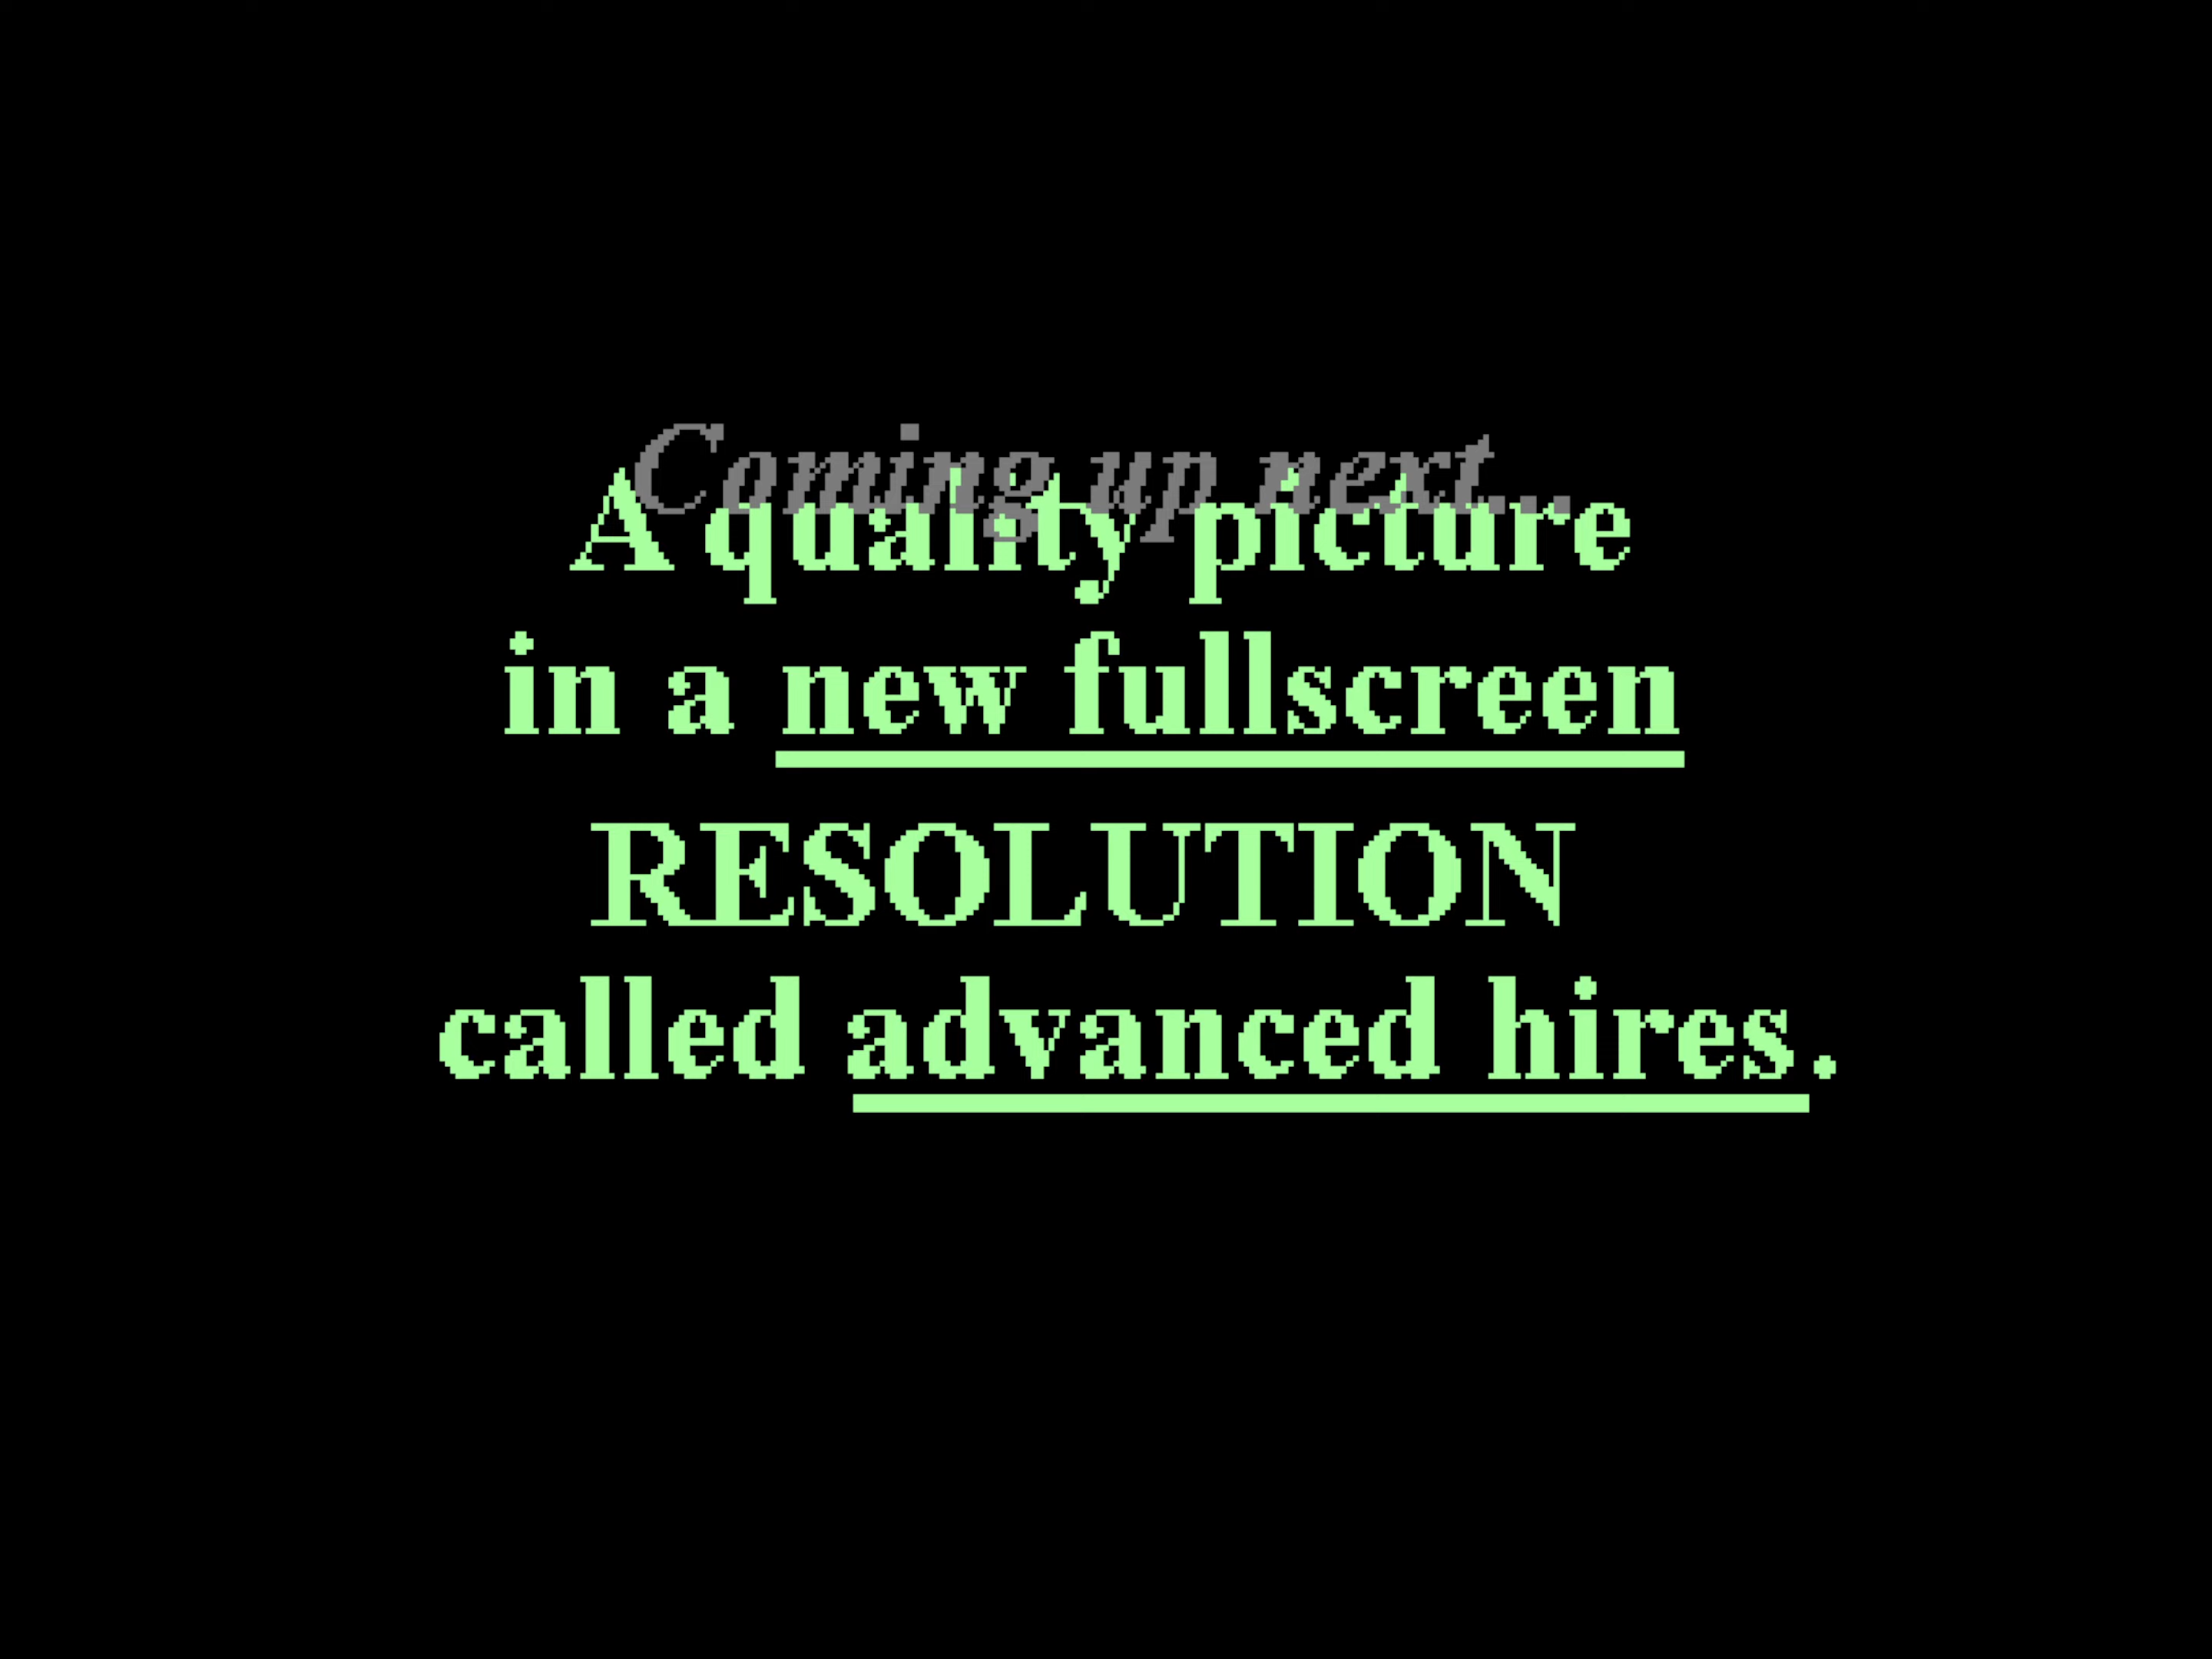 Coming up next...
A quality picture
in a new fullscreen
RESOLUTION
called advanced hires.